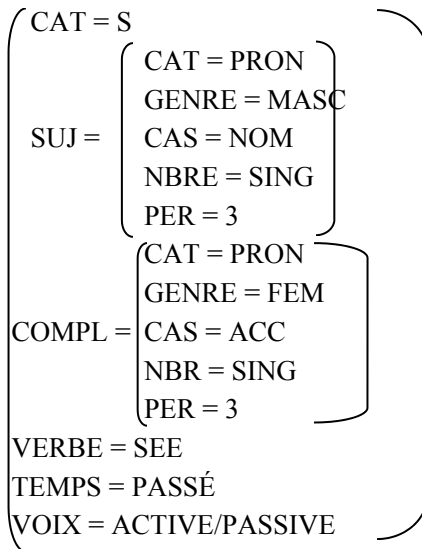 CAT = S
CAT = PRON
GENRE = MASC
SUJ = CAS = NOM
NBRE = SING
PER = 3
CAT = PRON
GENRE = FEM
COMPL = CAS = ACC
NBR = SING
PER = 3
VERBE = SEE
TEMPS = PASSÉ
VOIX = ACTIVE/PASSIVE